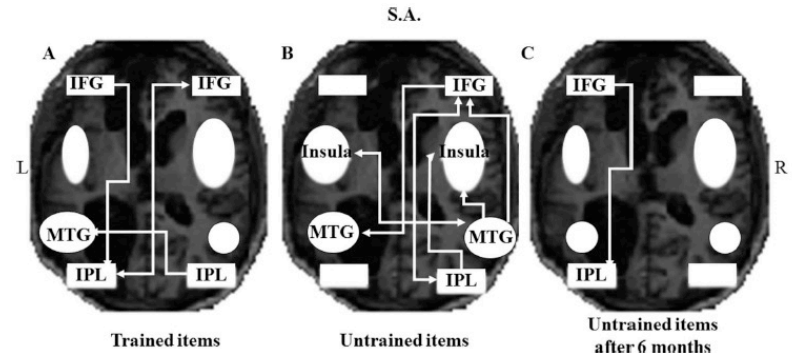 S.A.
A B C
IFG IFG IFG IFG
Insula Insula
L R
MTG MTG MTG
IPL IPL IPL IPL
Trained items Untrained items Untrained items
after 6 months